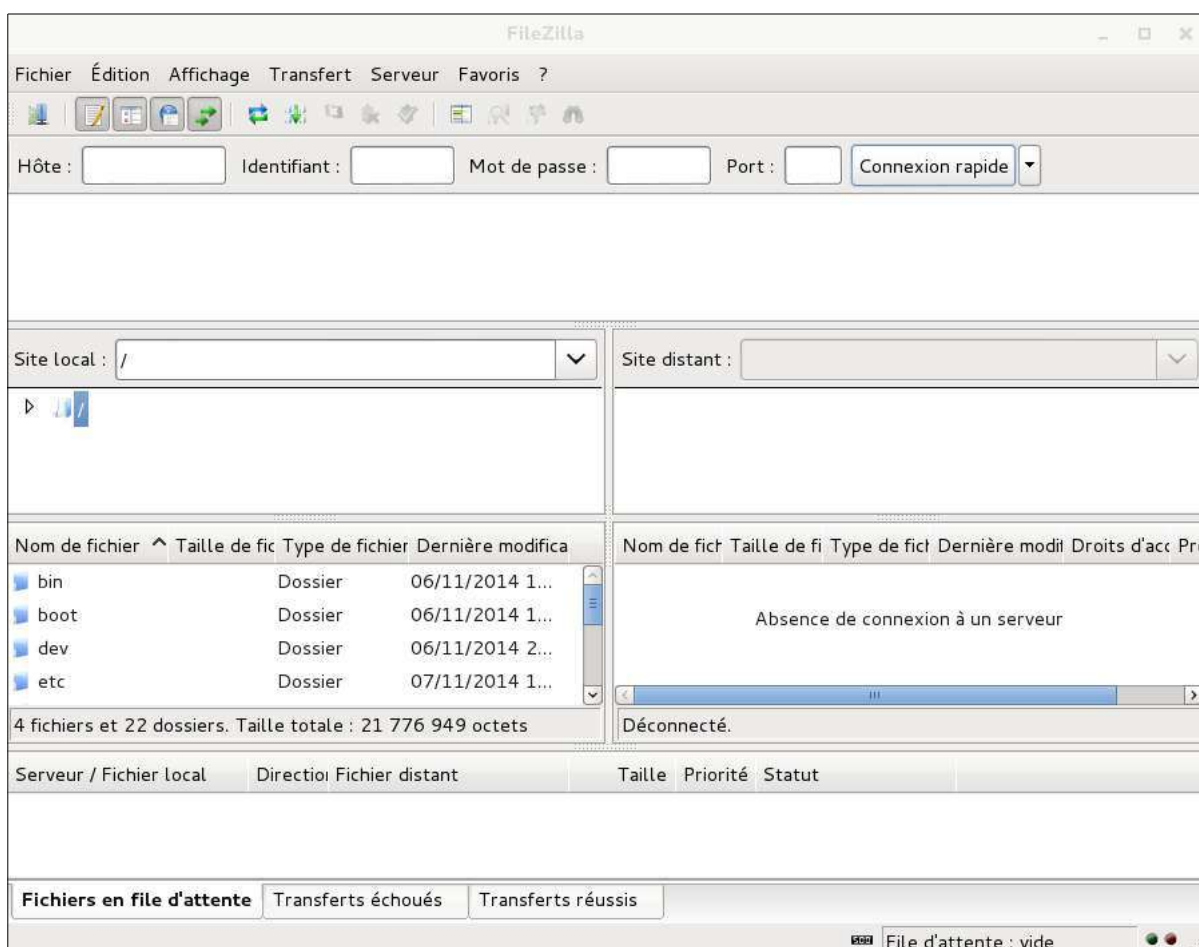 FileZilla
Fichier Édition Affichage Transfert Serveur Favoris ?
Hôte : Identifiant : Mot de passe : Port : Connexion rapide
Site local : /
Site distant :
/
Nom de fichier Taille de fic Type de fichier Dernière modifica
bin Dossier 06/11/2014 1...
boot Dossier 06/11/2014 1...
dev Dossier 06/11/2014 2...
etc Dossier 07/11/2014 1...
4 fichiers et 22 dossiers. Taille totale : 21 776 949 octets
Nom de fich Taille de fi Type de fich Dernière modif Droits d'acc Pr
Absence de connexion à un serveur
Déconnecté.
Serveur / Fichier local Direction Fichier distant Taille Priorité Statut
Fichiers en file d'attente Transferts échoués Transferts réussis
File d'attente : vide